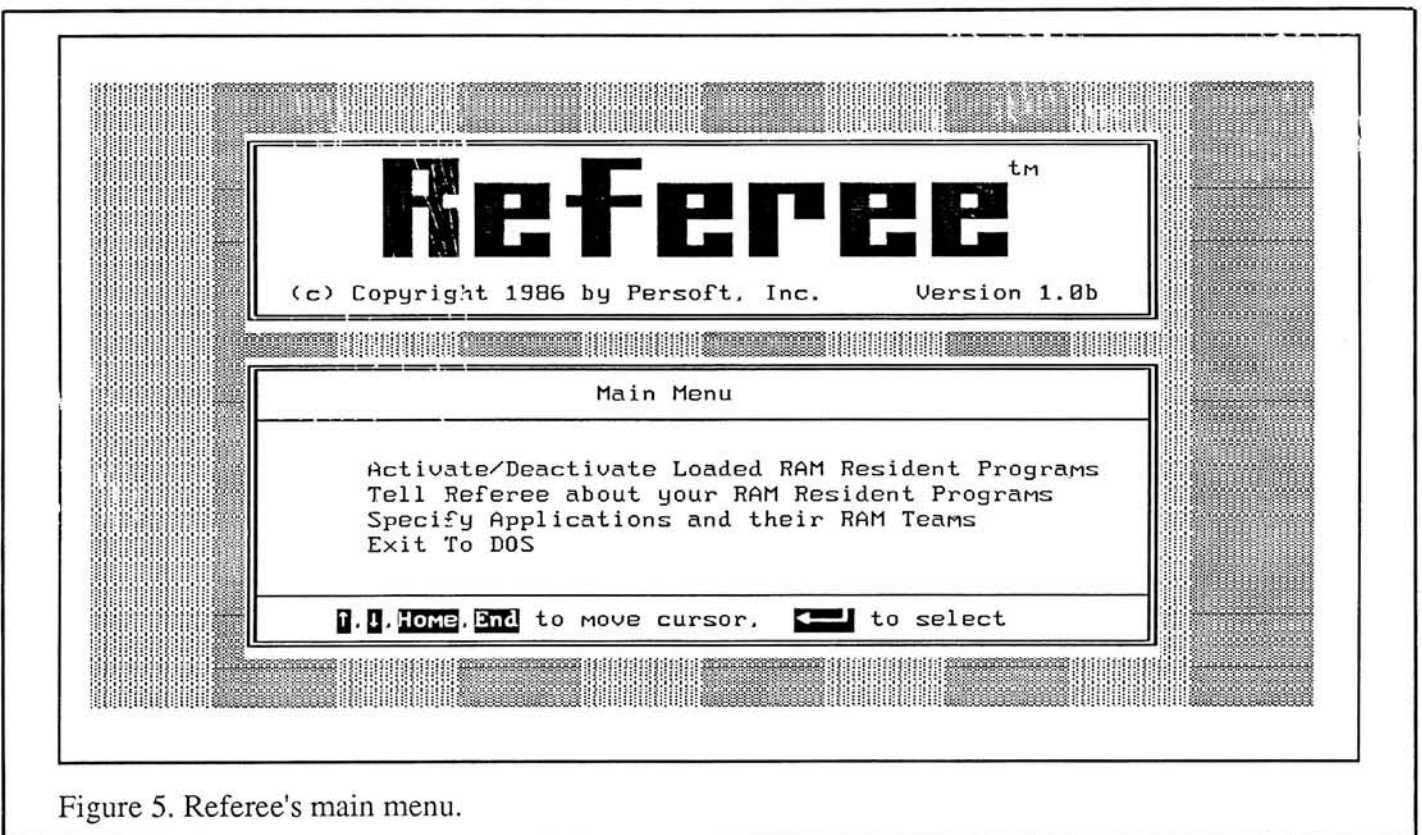 Referee™
(c) Copyright 1986 by Persoft, Inc. Version 1.0b
Main Menu
Activate/Deactivate Loaded RAM Resident Programs
Tell Referee about your RAM Resident Programs
Specify Applications and their RAM Teams
Exit To DOS
↑,↓,Home,End to move cursor, ◄─┘ to select
Figure 5. Referee's main menu.